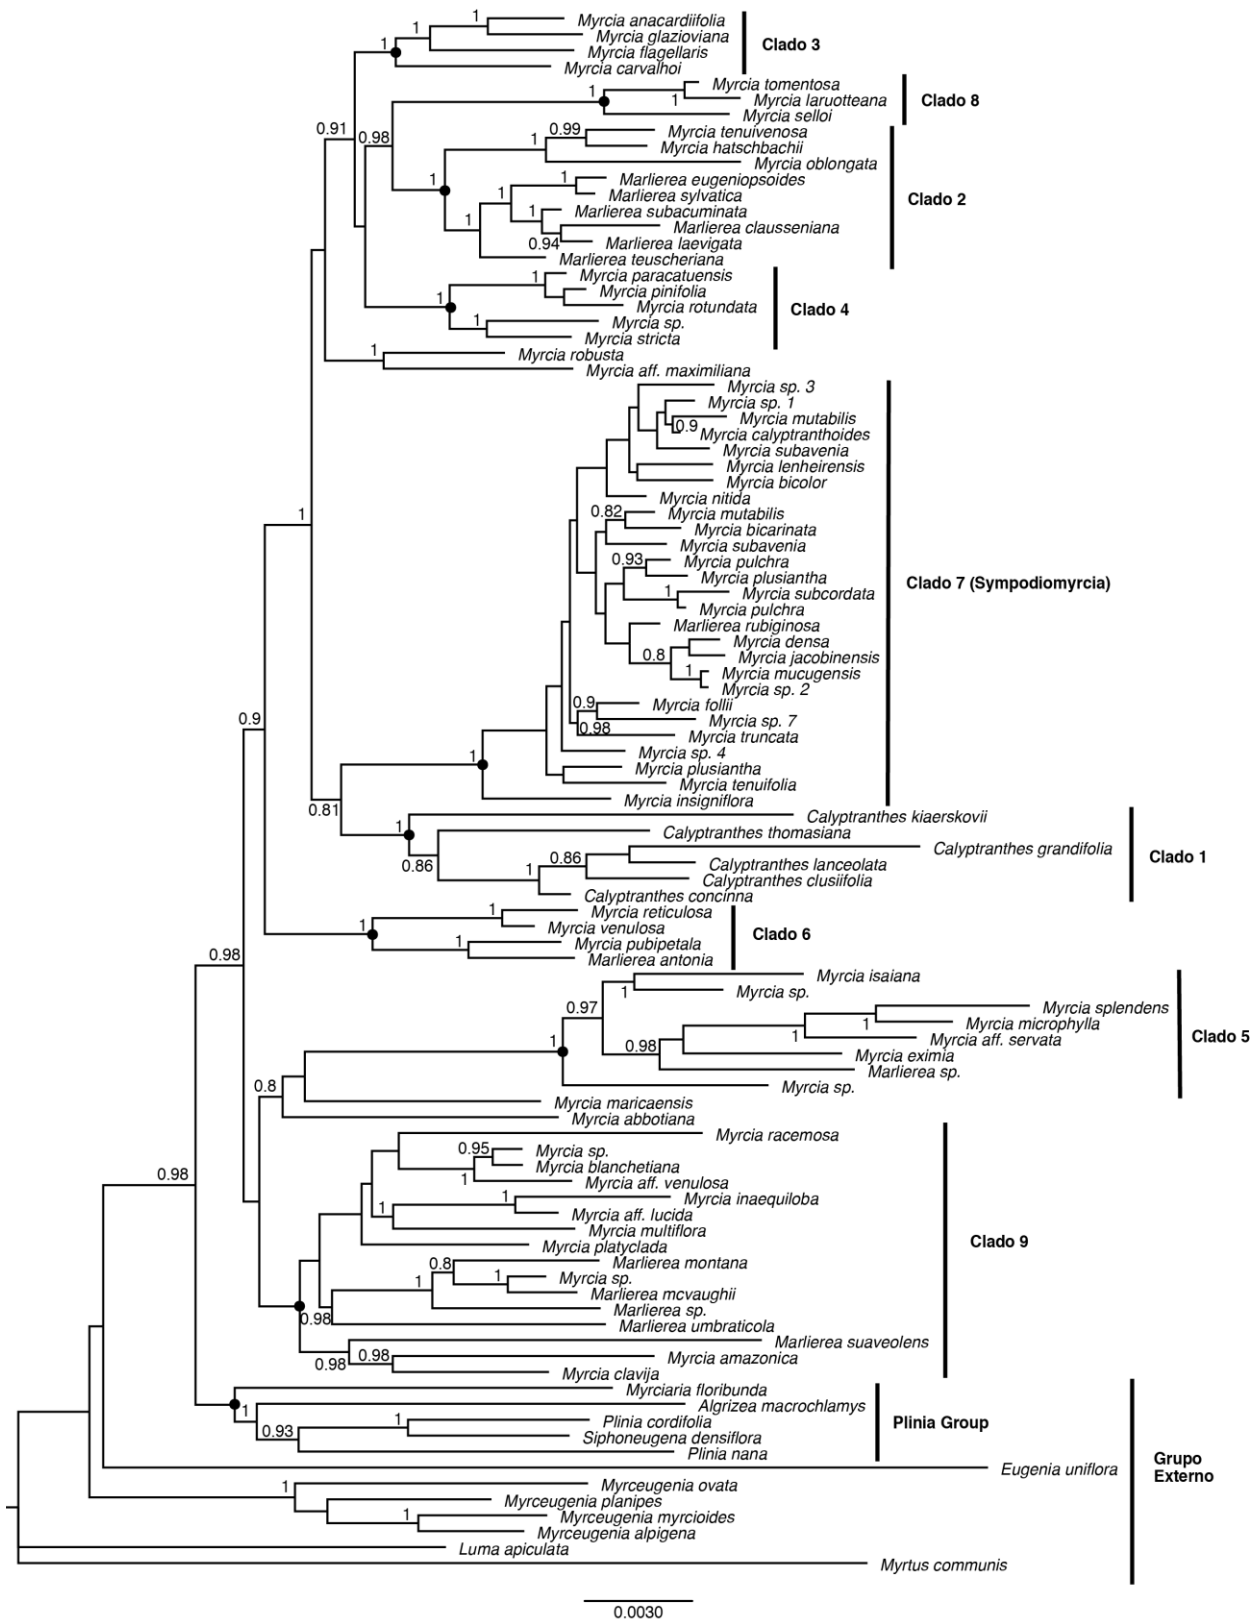 1 Myrcia anacardiifolia
1 Myrcia glazioviana
1 Myrcia flagellaris
Myrcia carvalhoi
Clado 3
1 Myrcia tomentosa
1 Myrcia laruotteana
Myrcia selloi
Clado 8
0.91
0.98
0.99 Myrcia tenuivenosa
1 Myrcia hatschbachii
Myrcia oblongata
1
1 Marlierea eugeniopsoides
Marlierea sylvatica
1 Marlierea subacuminata
1 Marlierea clausseniana
0.94 Marlierea laevigata
Marlierea teuscheriana
Clado 2
1 Myrcia paracatuensis
Myrcia pinifolia
1 Myrcia rotundata
1 Myrcia sp.
Myrcia stricta
Clado 4
1 Myrcia robusta
Myrcia aff. maximiliana
Myrcia sp. 3
Myrcia sp. 1
Myrcia mutabilis
0.9 Myrcia calyptranthoides
Myrcia subavenia
Myrcia lenheirensis
Myrcia bicolor
Myrcia nitida
0.82 Myrcia mutabilis
Myrcia bicarinata
Myrcia subavenia
0.93 Myrcia pulchra
Myrcia plusiantha
1 Myrcia subcordata
Myrcia pulchra
Marlierea rubiginosa
Myrcia densa
0.8 Myrcia jacobinensis
1 Myrcia mucugensis
Myrcia sp. 2
0.9 Myrcia follii
Myrcia sp. 7
0.98 Myrcia truncata
Myrcia sp. 4
1 Myrcia plusiantha
Myrcia tenuifolia
Myrcia insigniflora
Clado 7 (Sympodiomyrcia)
1
0.9
0.81
Calyptranthes kiaerskovii
1 Calyptranthes thomasiana
Calyptranthes grandifolia
0.86
0.86 Calyptranthes lanceolata
1 Calyptranthes clusiifolia
Calyptranthes concinna
Clado 1
1 Myrcia reticulosa
1 Myrcia venulosa
1 Myrcia pubipetala
Marlierea antonia
Clado 6
0.98
Myrcia isaiana
1 Myrcia sp.
0.97 Myrcia splendens
1 Myrcia microphylla
1 Myrcia aff. servata
0.98 Myrcia eximia
1 Marlierea sp.
Myrcia sp.
Clado 5
0.8 Myrcia maricaensis
Myrcia abbotiana
Myrcia racemosa
0.95 Myrcia sp.
Myrcia blanchetiana
1 Myrcia aff. venulosa
0.98
1 Myrcia inaequiloba
1 Myrcia aff. lucida
Myrcia multiflora
Myrcia platyclada
0.8 Marlierea montana
1 1 Myrcia sp.
Marlierea mcvaughii
Marlierea sp.
0.98 Marlierea umbraticola
Marlierea suaveolens
0.98 0.98 Myrcia amazonica
Myrcia clavija
Clado 9
Myrciaria floribunda
1 Algrizea macrochlamys
1 Plinia cordifolia
0.93 Siphoneugena densiflora
Plinia nana
Plinia Group
Eugenia uniflora
1 Myrceugenia ovata
Myrceugenia planipes
1 Myrceugenia myrcioides
Myrceugenia alpigena
Luma apiculata
Myrtus communis
Grupo
Externo
0.0030